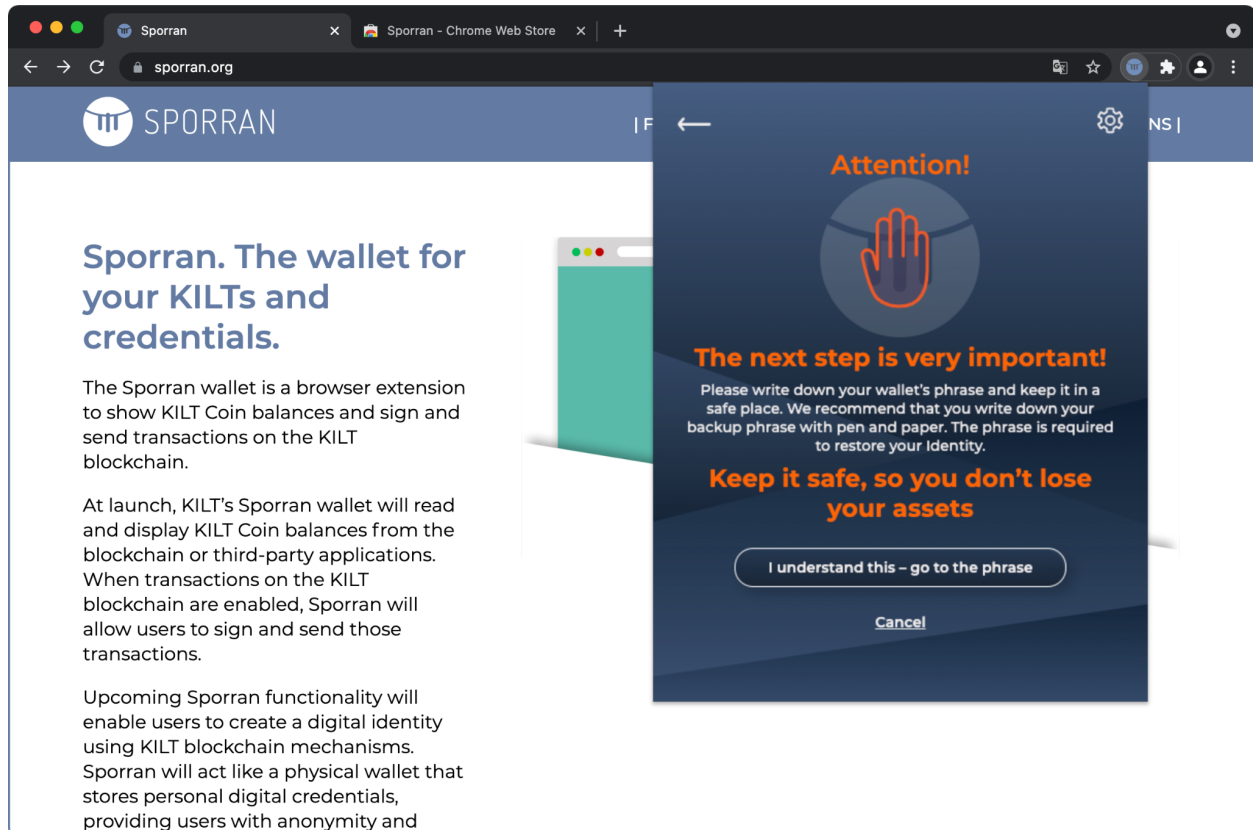 Sporran
Sporran - Chrome Web Store
sporran.org
SPORRAN
| F
NS |
Sporran. The wallet for
your KILTs and
credentials.
The Sporran wallet is a browser extension
to show KILT Coin balances and sign and
send transactions on the KILT
blockchain.
At launch, KILT's Sporran wallet will read
and display KILT Coin balances from the
blockchain or third-party applications.
When transactions on the KILT
blockchain are enabled, Sporran will
allow users to sign and send those
transactions.
Upcoming Sporran functionality will
enable users to create a digital identity
using KILT blockchain mechanisms.
Sporran will act like a physical wallet that
stores personal digital credentials,
providing users with anonymity and
Attention!
The next step is very important!
Please write down your wallet's phrase and keep it in a
safe place. We recommend that you write down your
backup phrase with pen and paper. The phrase is required
to restore your Identity.
Keep it safe, so you don't lose
your assets
I understand this – go to the phrase
Cancel